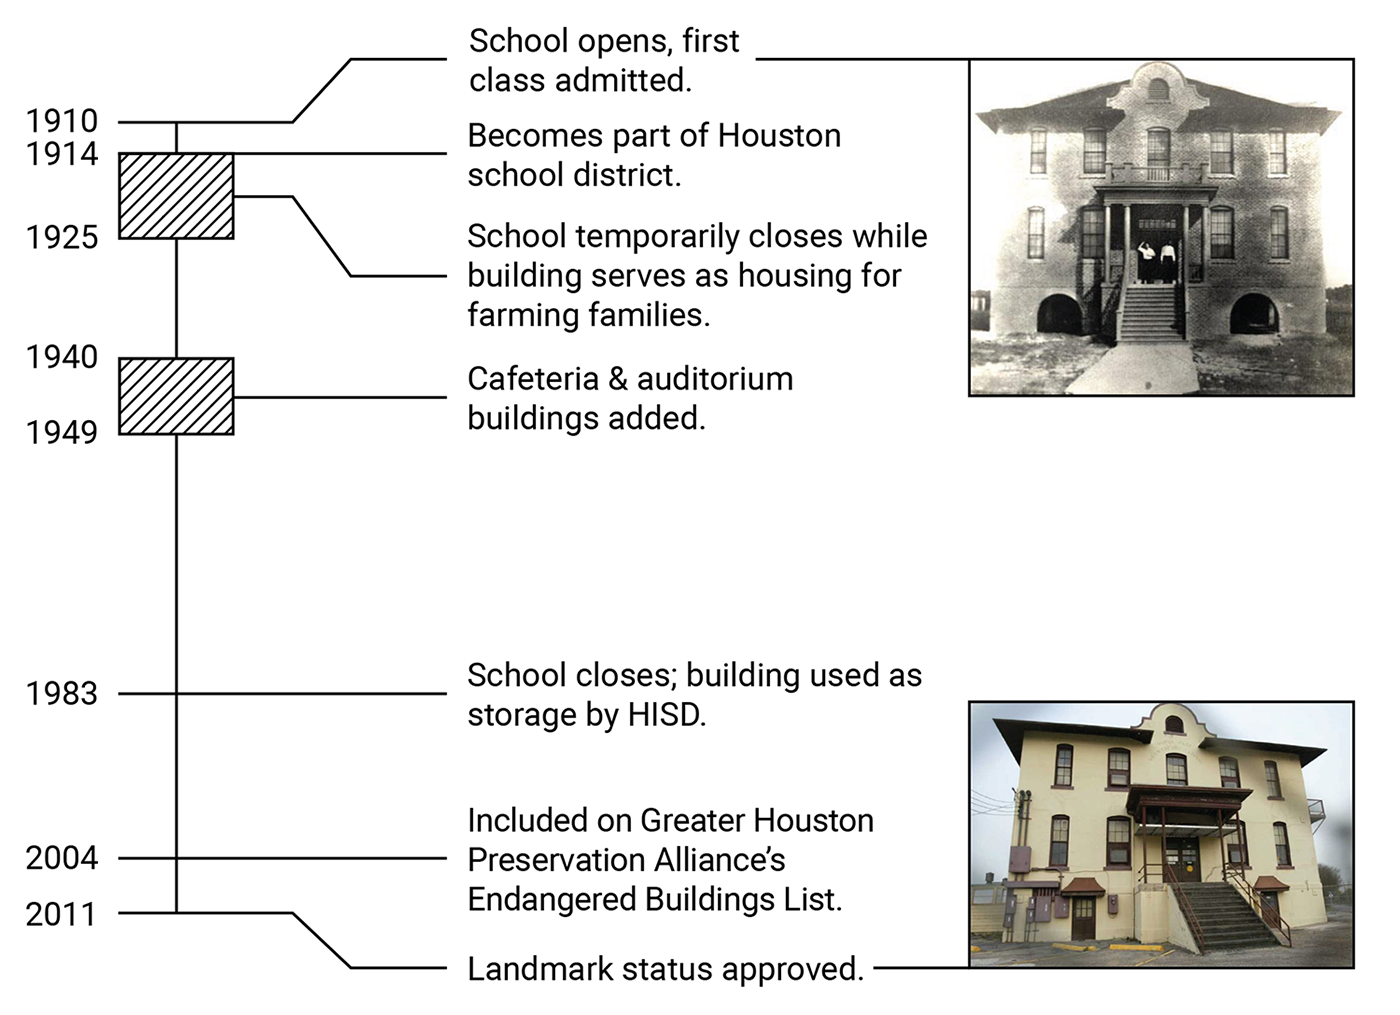 School opens, first
class admitted.
1910
1914
Becomes part of Houston
school district.
1925
School temporarily closes while
building serves as housing for
farming families.
1940
Cafeteria & auditorium
buildings added.
1949
1983
School closes; building used as
storage by HISD.
2004
Included on Greater Houston
Preservation Alliance’s
Endangered Buildings List.
2011
Landmark status approved.